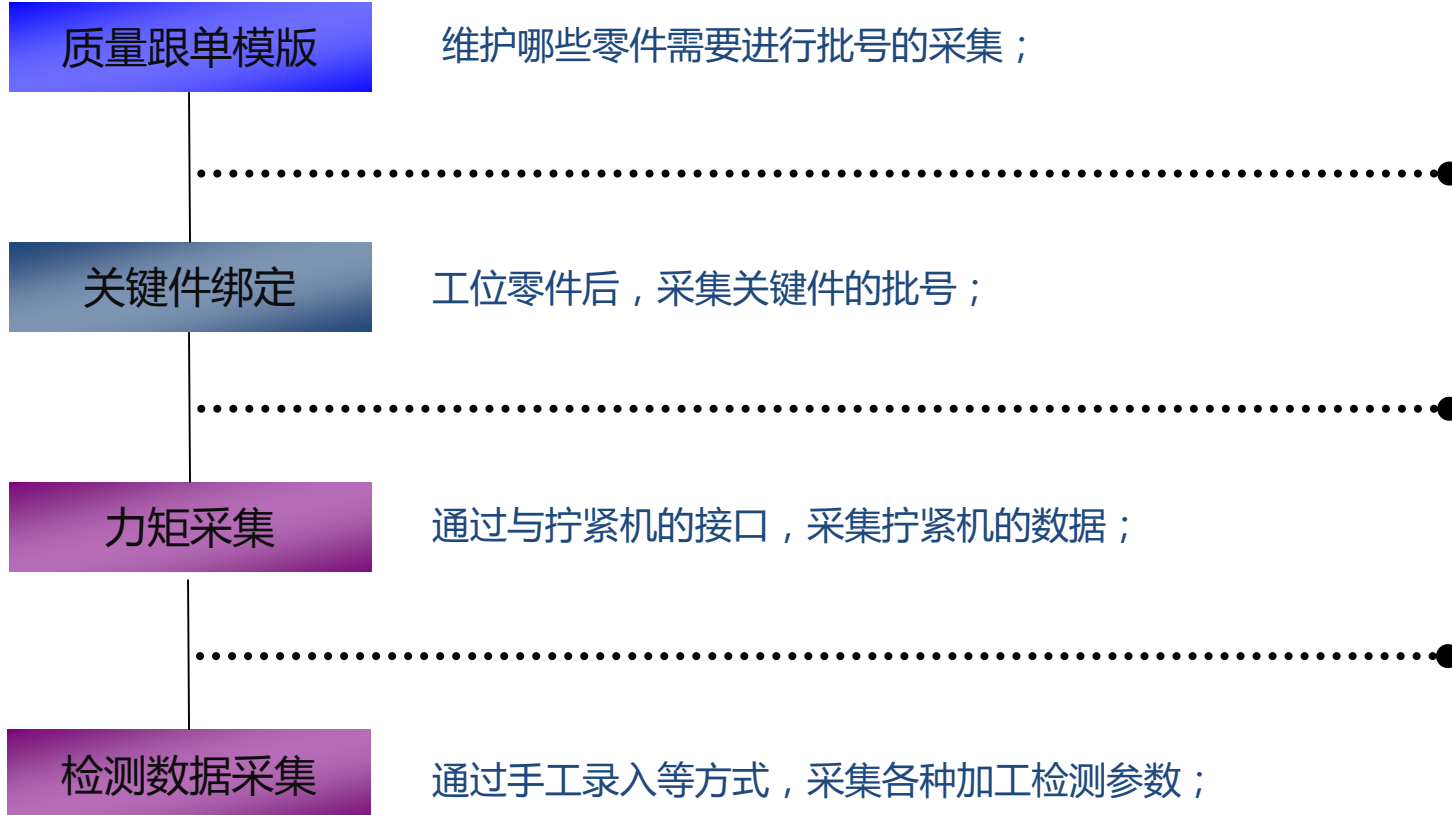 质量跟单模版
维护哪些零件需要进行批号的采集；
关键件绑定
工位零件后，采集关键件的批号；
力矩采集
通过与拧紧机的接口，采集拧紧机的数据；
检测数据采集
通过手工录入等方式，采集各种加工检测参数；